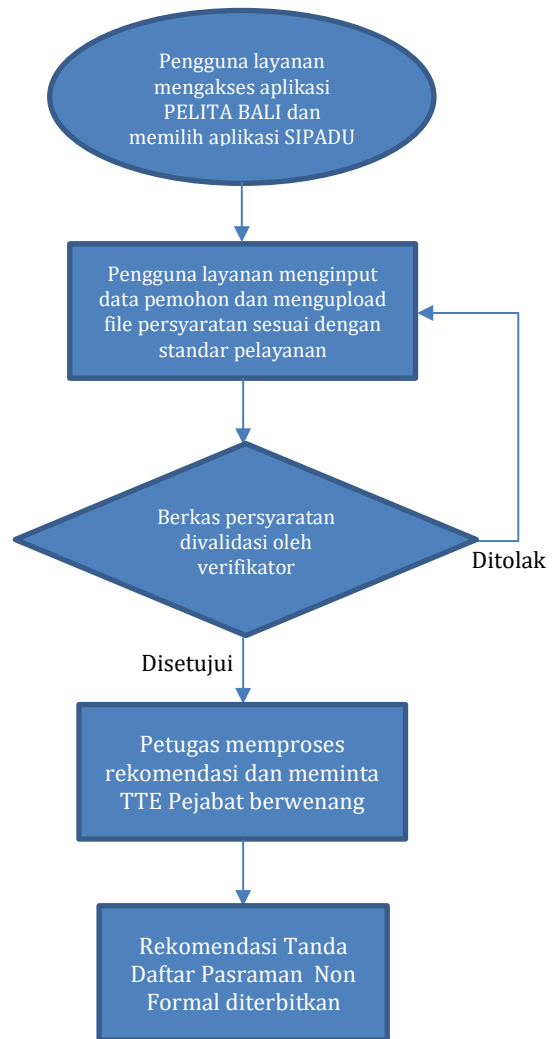 Pengguna layanan
mengakses aplikasi
PELITA BALI dan
memilih aplikasi SIPADU
Pengguna layanan menginput
data pemohon dan mengupload
file persyaratan sesuai dengan
standar pelayanan
Berkas persyaratan
divalidasi oleh
verifikator
Ditolak
Disetujui
Petugas memproses
rekomendasi dan meminta
TTE Pejabat berwenang
Rekomendasi Tanda
Daftar Pasraman Non
Formal diterbitkan